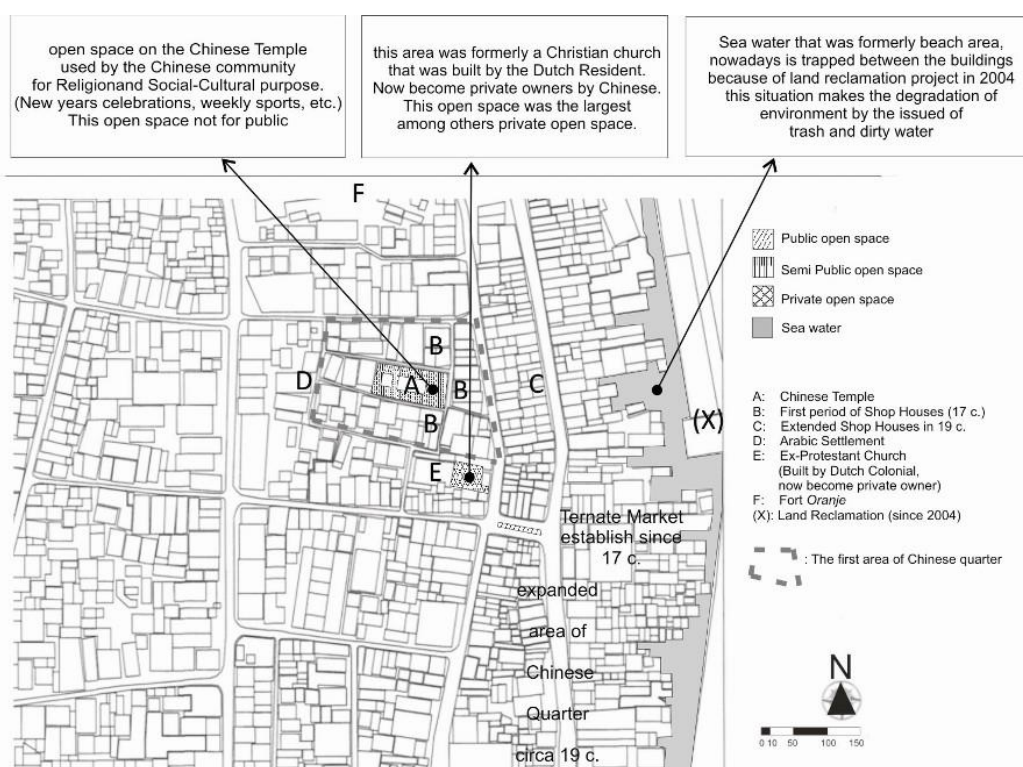 open space on the Chinese Temple
used by the Chinese community
for Religionand Social-Cultural purpose.
(New years celebrations, weekly sports, etc.)
This open space not for public
this area was formerly a Christian church
that was built by the Dutch Resident.
Now become private owners by Chinese.
This open space was the largest
among others private open space.
Sea water that was formerly beach area,
nowadays is trapped between the buildings
because of land reclamation project in 2004
this situation makes the degradation of
environment by the issued of
trash and dirty water
F
B
D
A
B
C
B
(X)
E
Ternate Market
establish since
17 c.
expanded
area of
Chinese
Quarter
circa 19 c.
Public open space
Semi Public open space
Private open space
Sea water
A: Chinese Temple
B: First period of Shop Houses (17 c.)
C: Extended Shop Houses in 19 c.
D: Arabic Settlement
E: Ex-Protestant Church
(Built by Dutch Colonial,
now become private owner)
F: Fort Oranje
(X): Land Reclamation (since 2004)
: The first area of Chinese quarter
N
0 10 50 100 150